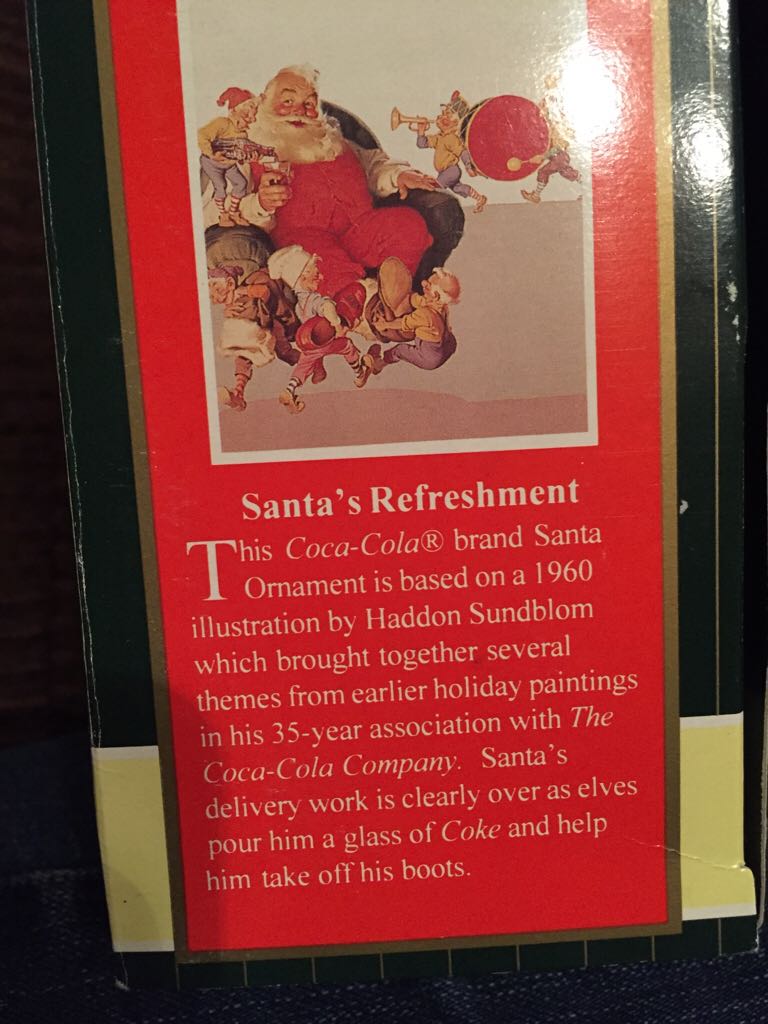 Santa's Refreshment
This Coca-Cola® brand Santa
Ornament is based on a 1960
illustration by Haddon Sundblom
which brought together several
themes from earlier holiday paintings
in his 35-year association with The
Coca-Cola Company. Santa's
delivery work is clearly over as elves
pour him a glass of Coke and help
him take off his boots.